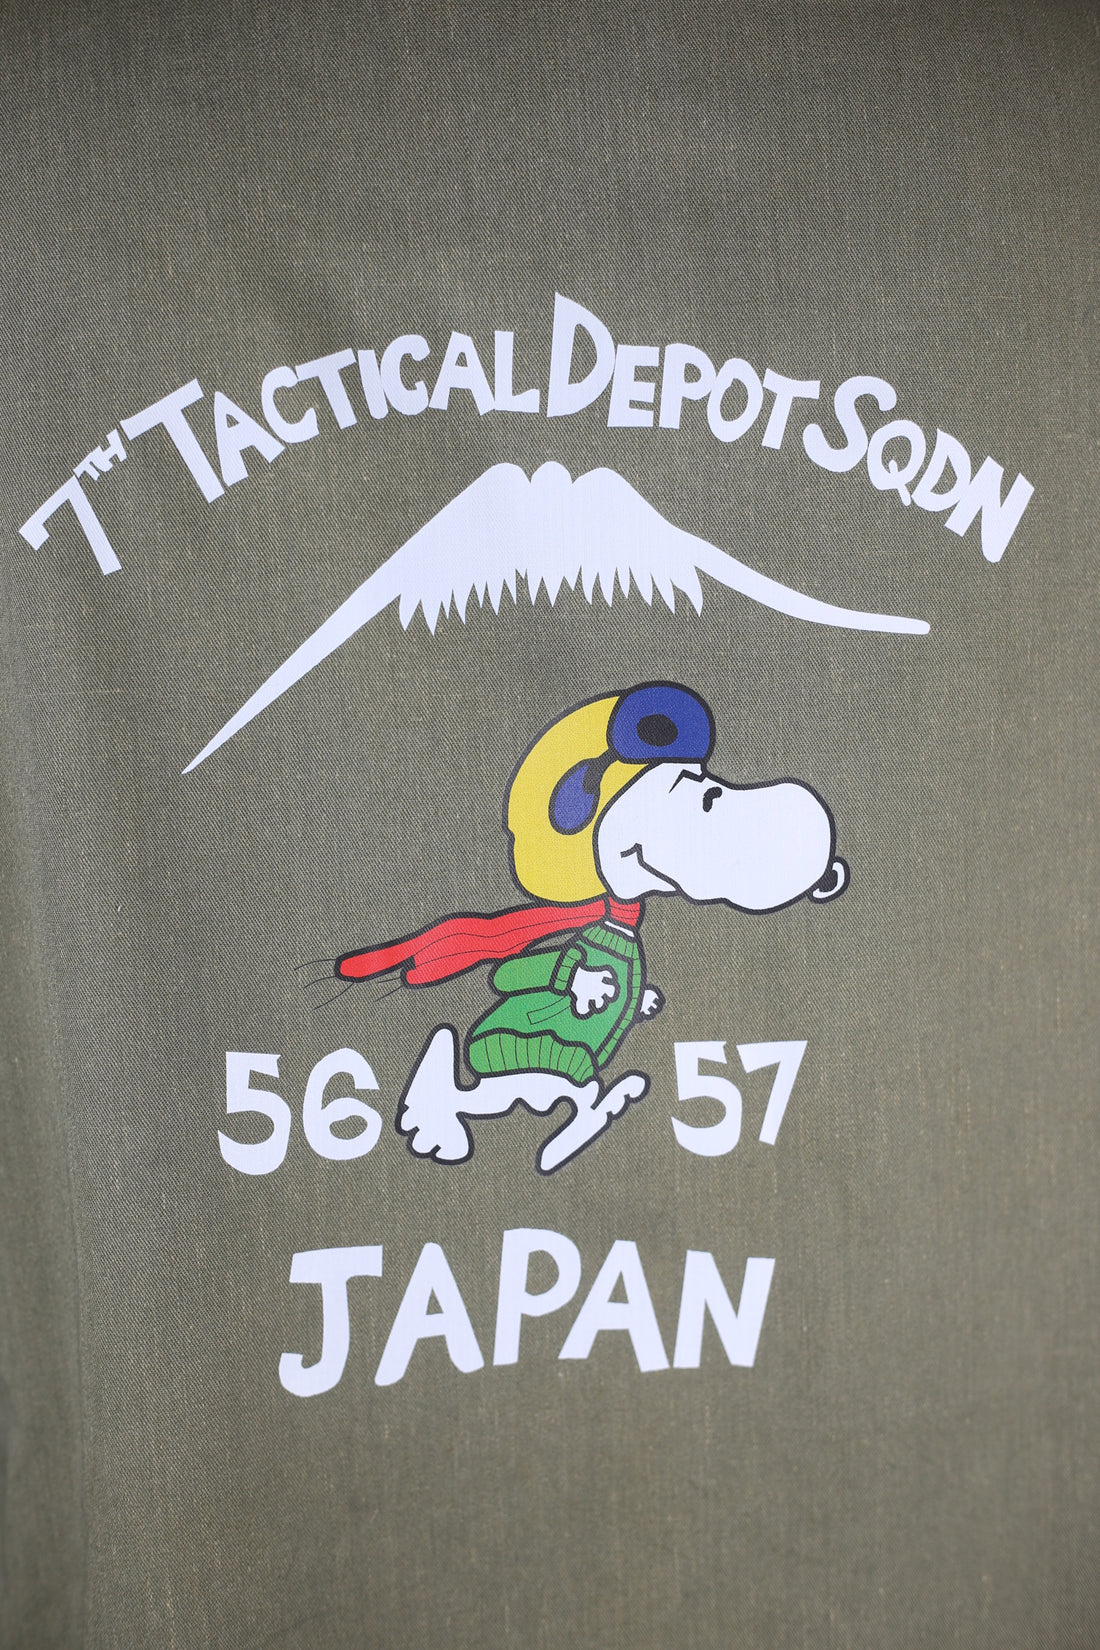 7TH TACTICAL DEPOT SQDN
56 57
JAPAN